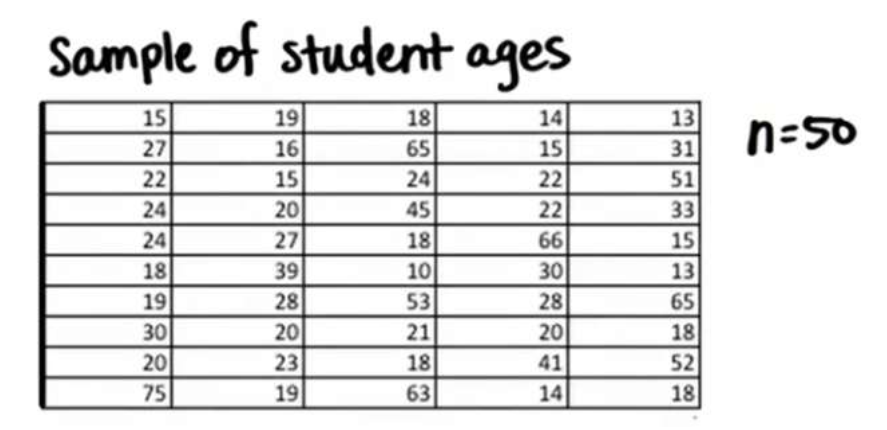 Sample of student ages
n=50
15 19 18 14 13
27 16 65 15 31
22 15 24 22 51
24 20 45 22 33
24 27 18 66 15
18 39 10 30 13
19 28 53 28 65
30 20 21 20 18
20 23 18 41 52
75 19 63 14 18